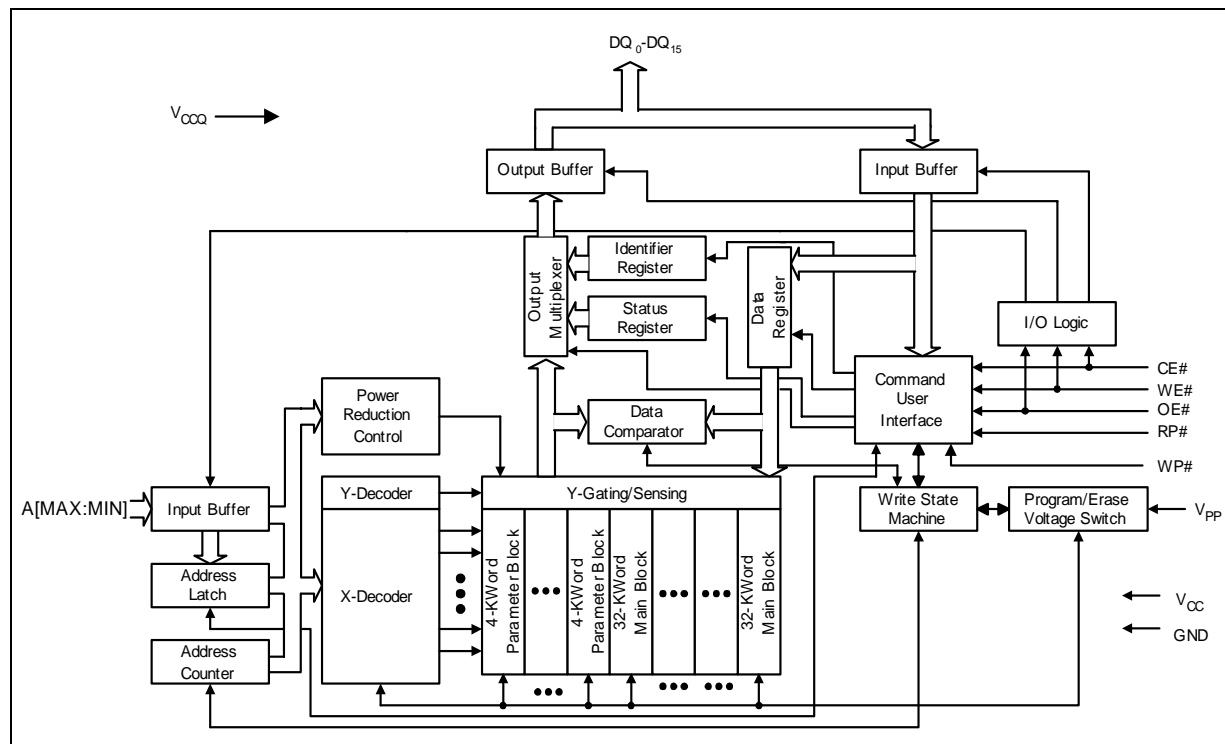 DQ0-DQ15
VCCQ
Output Buffer
Input Buffer
Output
Multiplexer
Identifier
Register
Status
Register
Data
Register
I/O Logic
CE#
WE#
OE#
RP#
WP#
Command
User
Interface
Power
Reduction
Control
Data
Comparator
A[MAX:MIN]
Input Buffer
Y-Decoder
Y-Gating/Sensing
Write State
Machine
Program/Erase
Voltage Switch
VPP
Address
Latch
X-Decoder
4-KWord
Parameter Block
4-KWord
Parameter Block
32-KWord
Main Block
32-KWord
Main Block
VCC
GND
Address
Counter